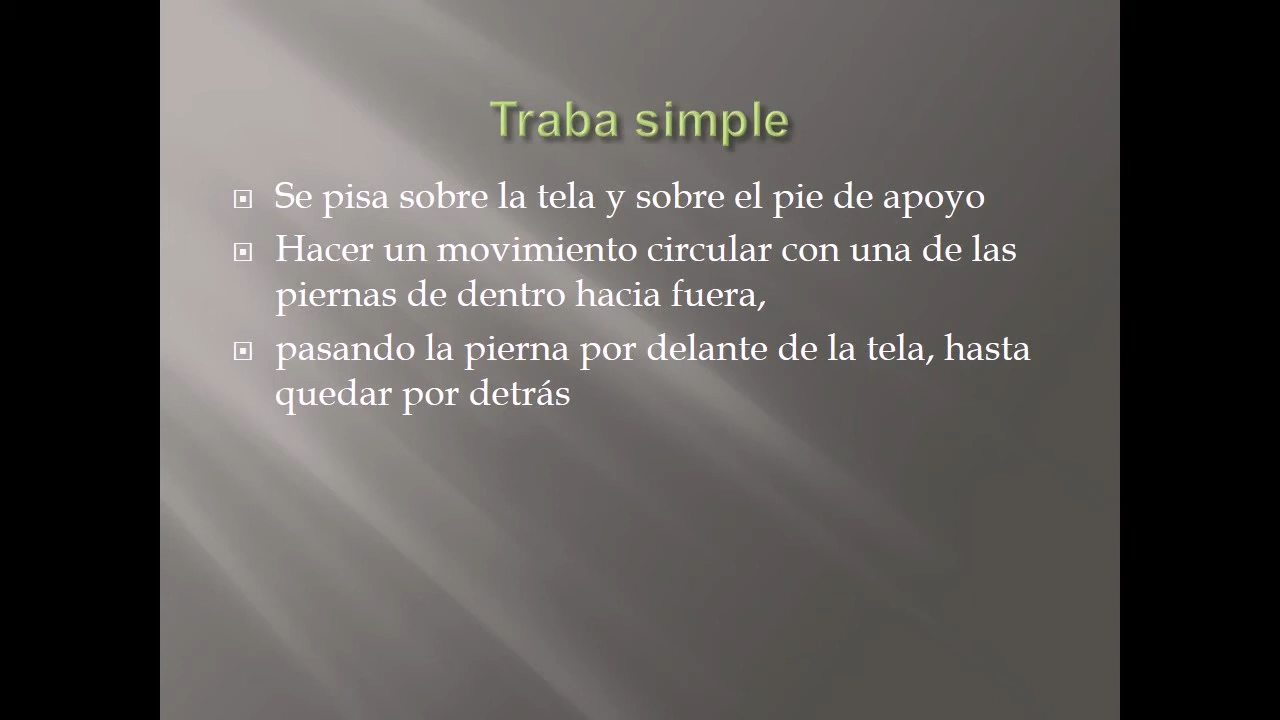 Traba simple
Se pisa sobre la tela y sobre el pie de apoyo
Hacer un movimiento circular con una de las
piernas de dentro hacia fuera,
pasando la pierna por delante de la tela, hasta
quedar por detrás